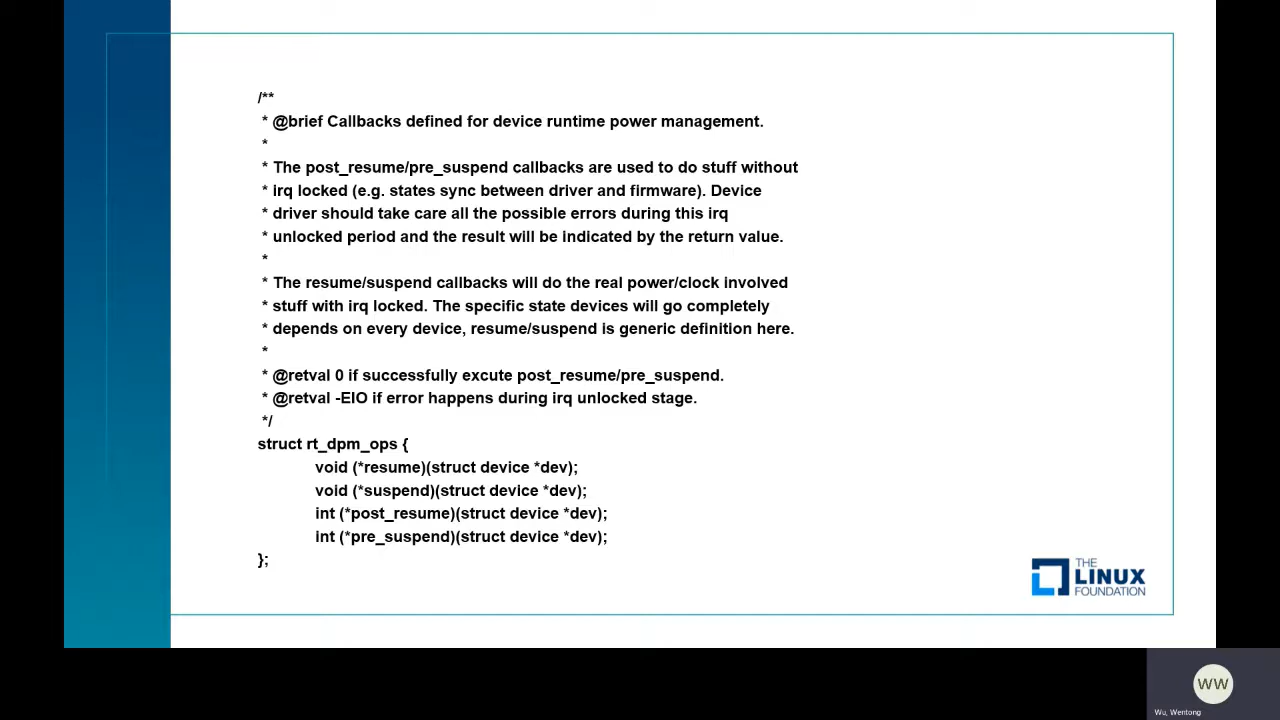 /**
 * @brief Callbacks defined for device runtime power management.
 *
 * The post_resume/pre_suspend callbacks are used to do stuff without
 * irq locked (e.g. states sync between driver and firmware). Device
 * driver should take care all the possible errors during this irq
 * unlocked period and the result will be indicated by the return value.
 *
 * The resume/suspend callbacks will do the real power/clock involved
 * stuff with irq locked. The specific state devices will go completely
 * depends on every device, resume/suspend is generic definition here.
 *
 * @retval 0 if successfully excute post_resume/pre_suspend.
 * @retval -EIO if error happens during irq unlocked stage.
 */
struct rt_dpm_ops {
	void (*resume)(struct device *dev);
	void (*suspend)(struct device *dev);
	int (*post_resume)(struct device *dev);
	int (*pre_suspend)(struct device *dev);
};
THE
LINUX
FOUNDATION
WW
Wu, Wentong